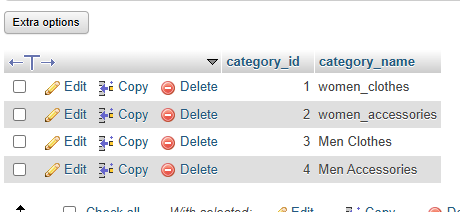 Extra options
category_id category_name
Edit Copy Delete 1 women_clothes
Edit Copy Delete 2 women_accessories
Edit Copy Delete 3 Men Clothes
Edit Copy Delete 4 Men Accessories
Check all With selected: Edit Copy Delete